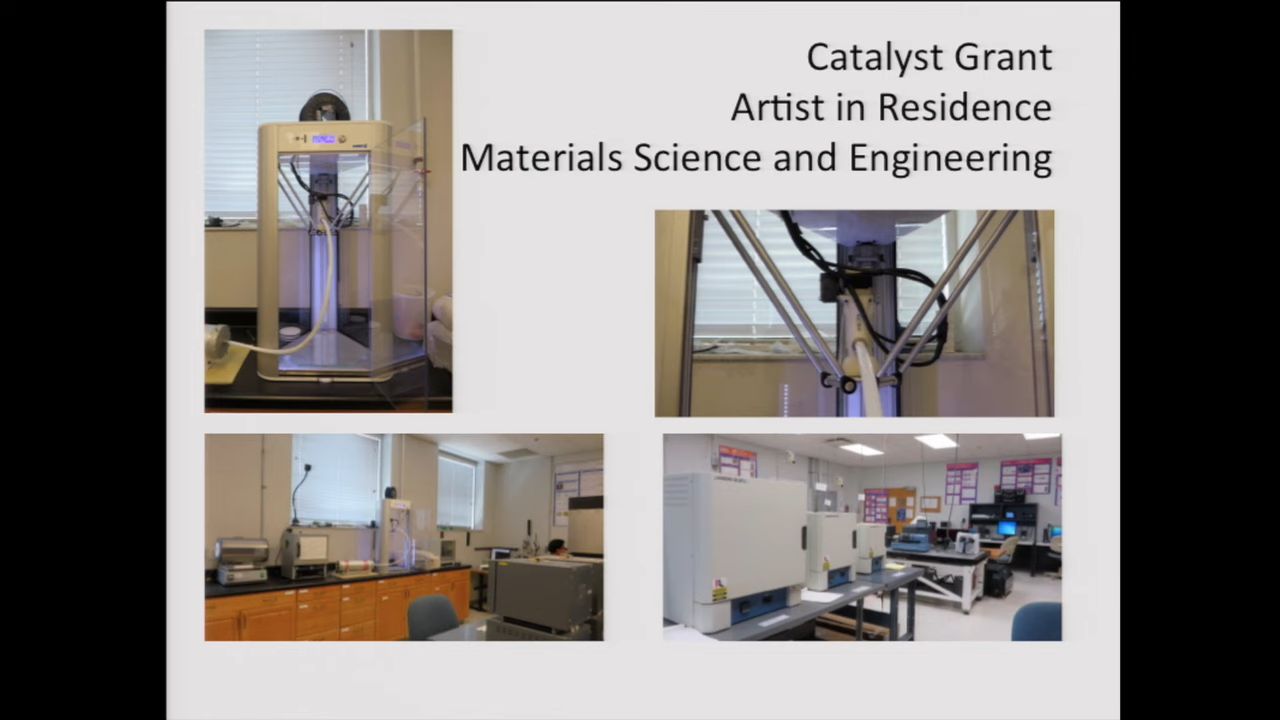 Catalyst Grant
Artist in Residence
Materials Science and Engineering